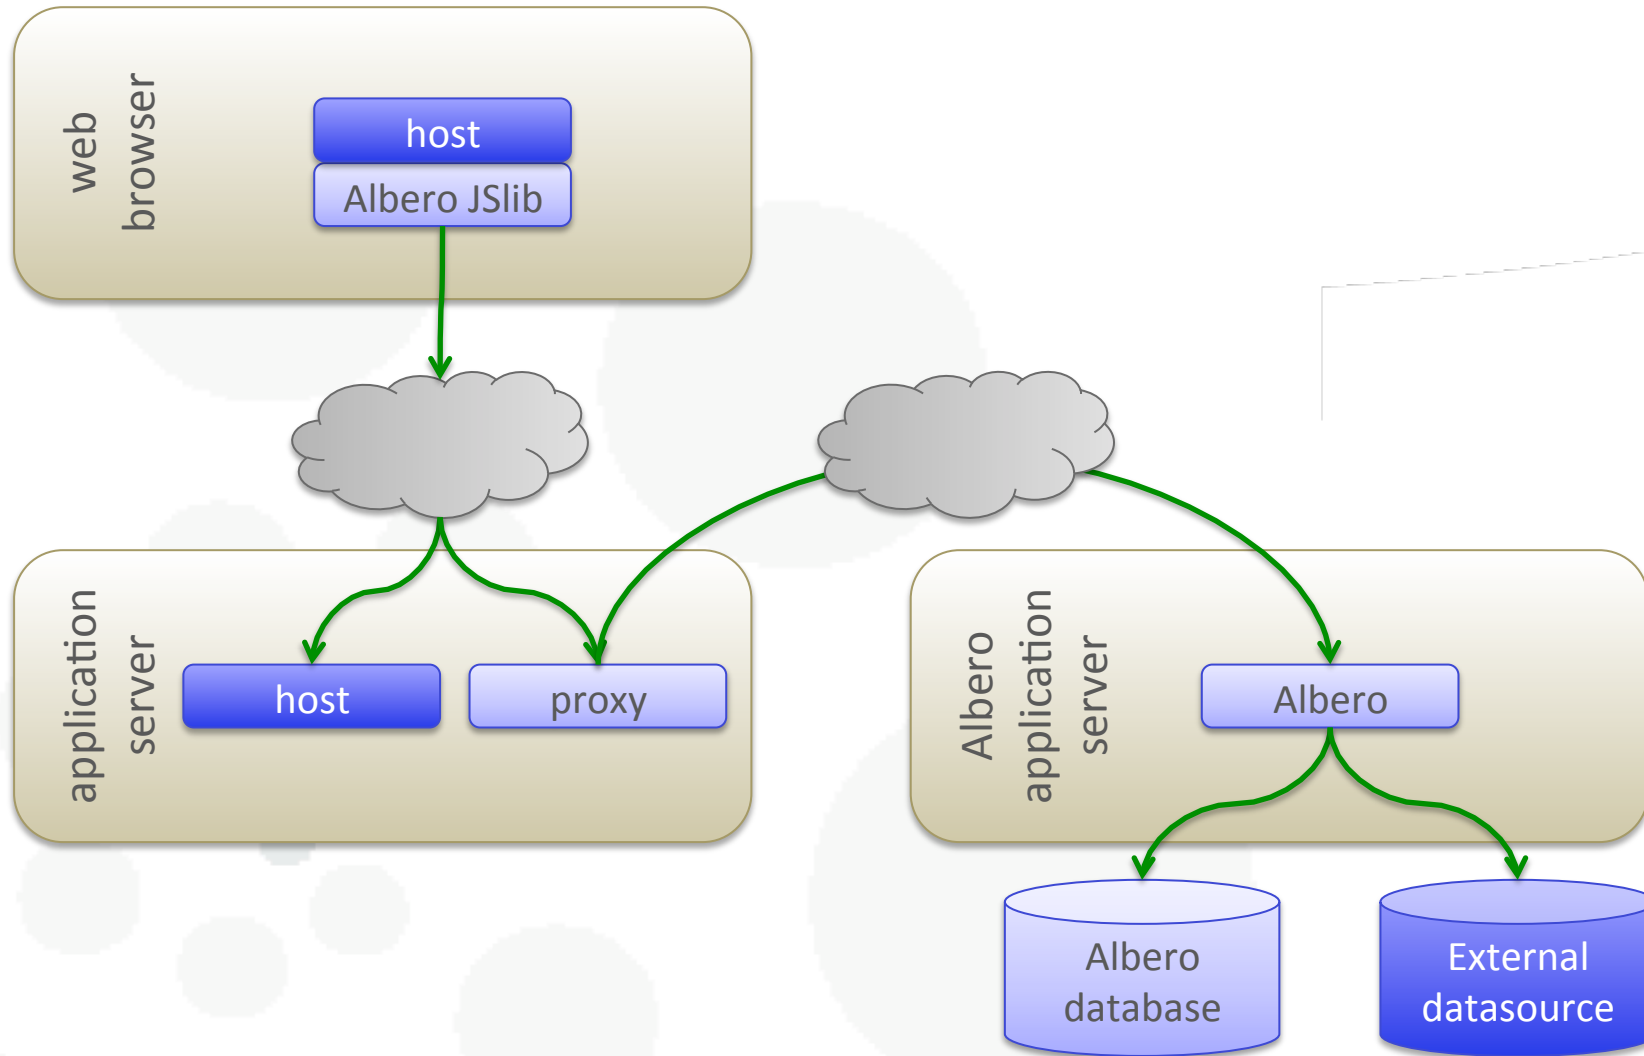 web
browser
host
Albero JSlib
application
server
host
proxy
Albero
application
server
Albero
Albero
database
External
datasource